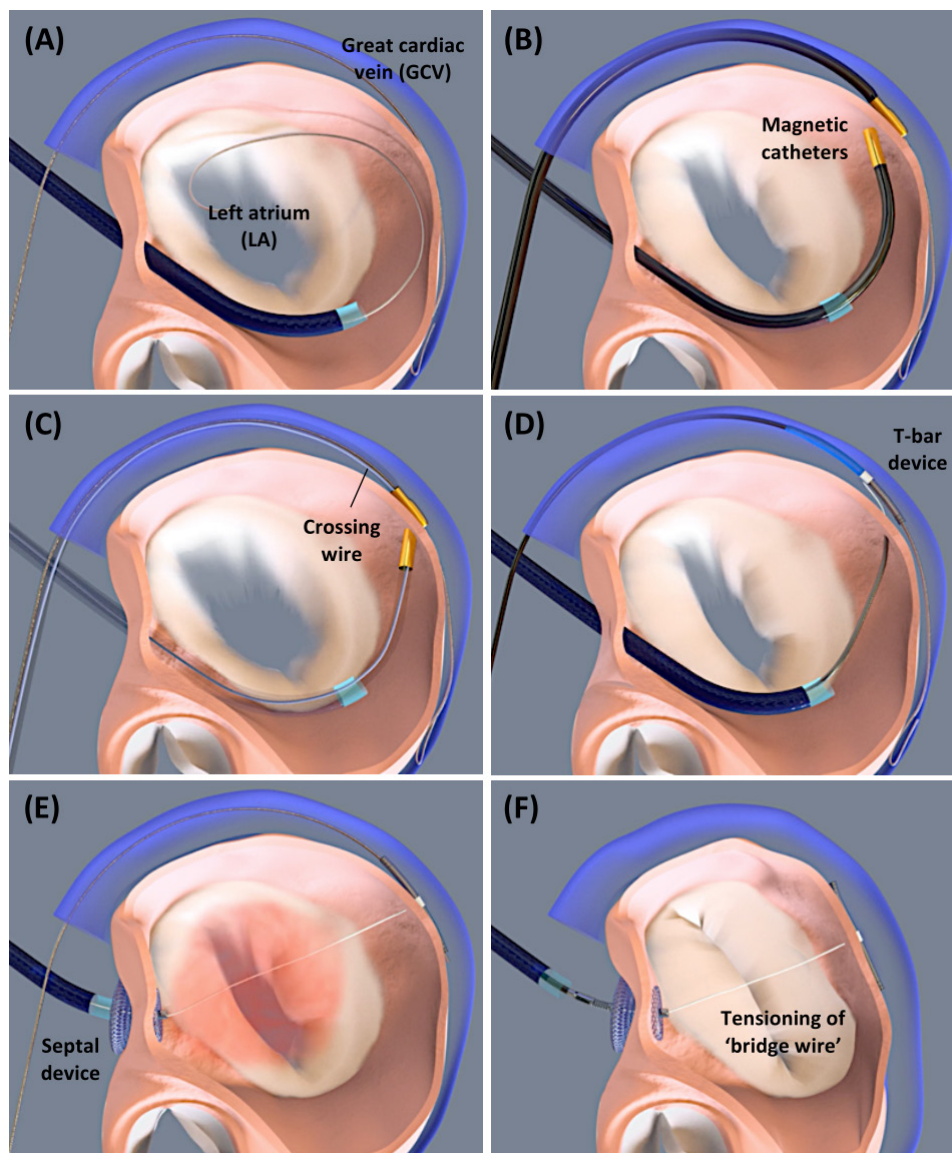 (A)
Great cardiac
vein (GCV)
Left atrium
(LA)
(B)
Magnetic
catheters
(C)
Crossing
wire
(D)
T-bar
device
(E)
Septal
device
(F)
Tensioning of
‘bridge wire’